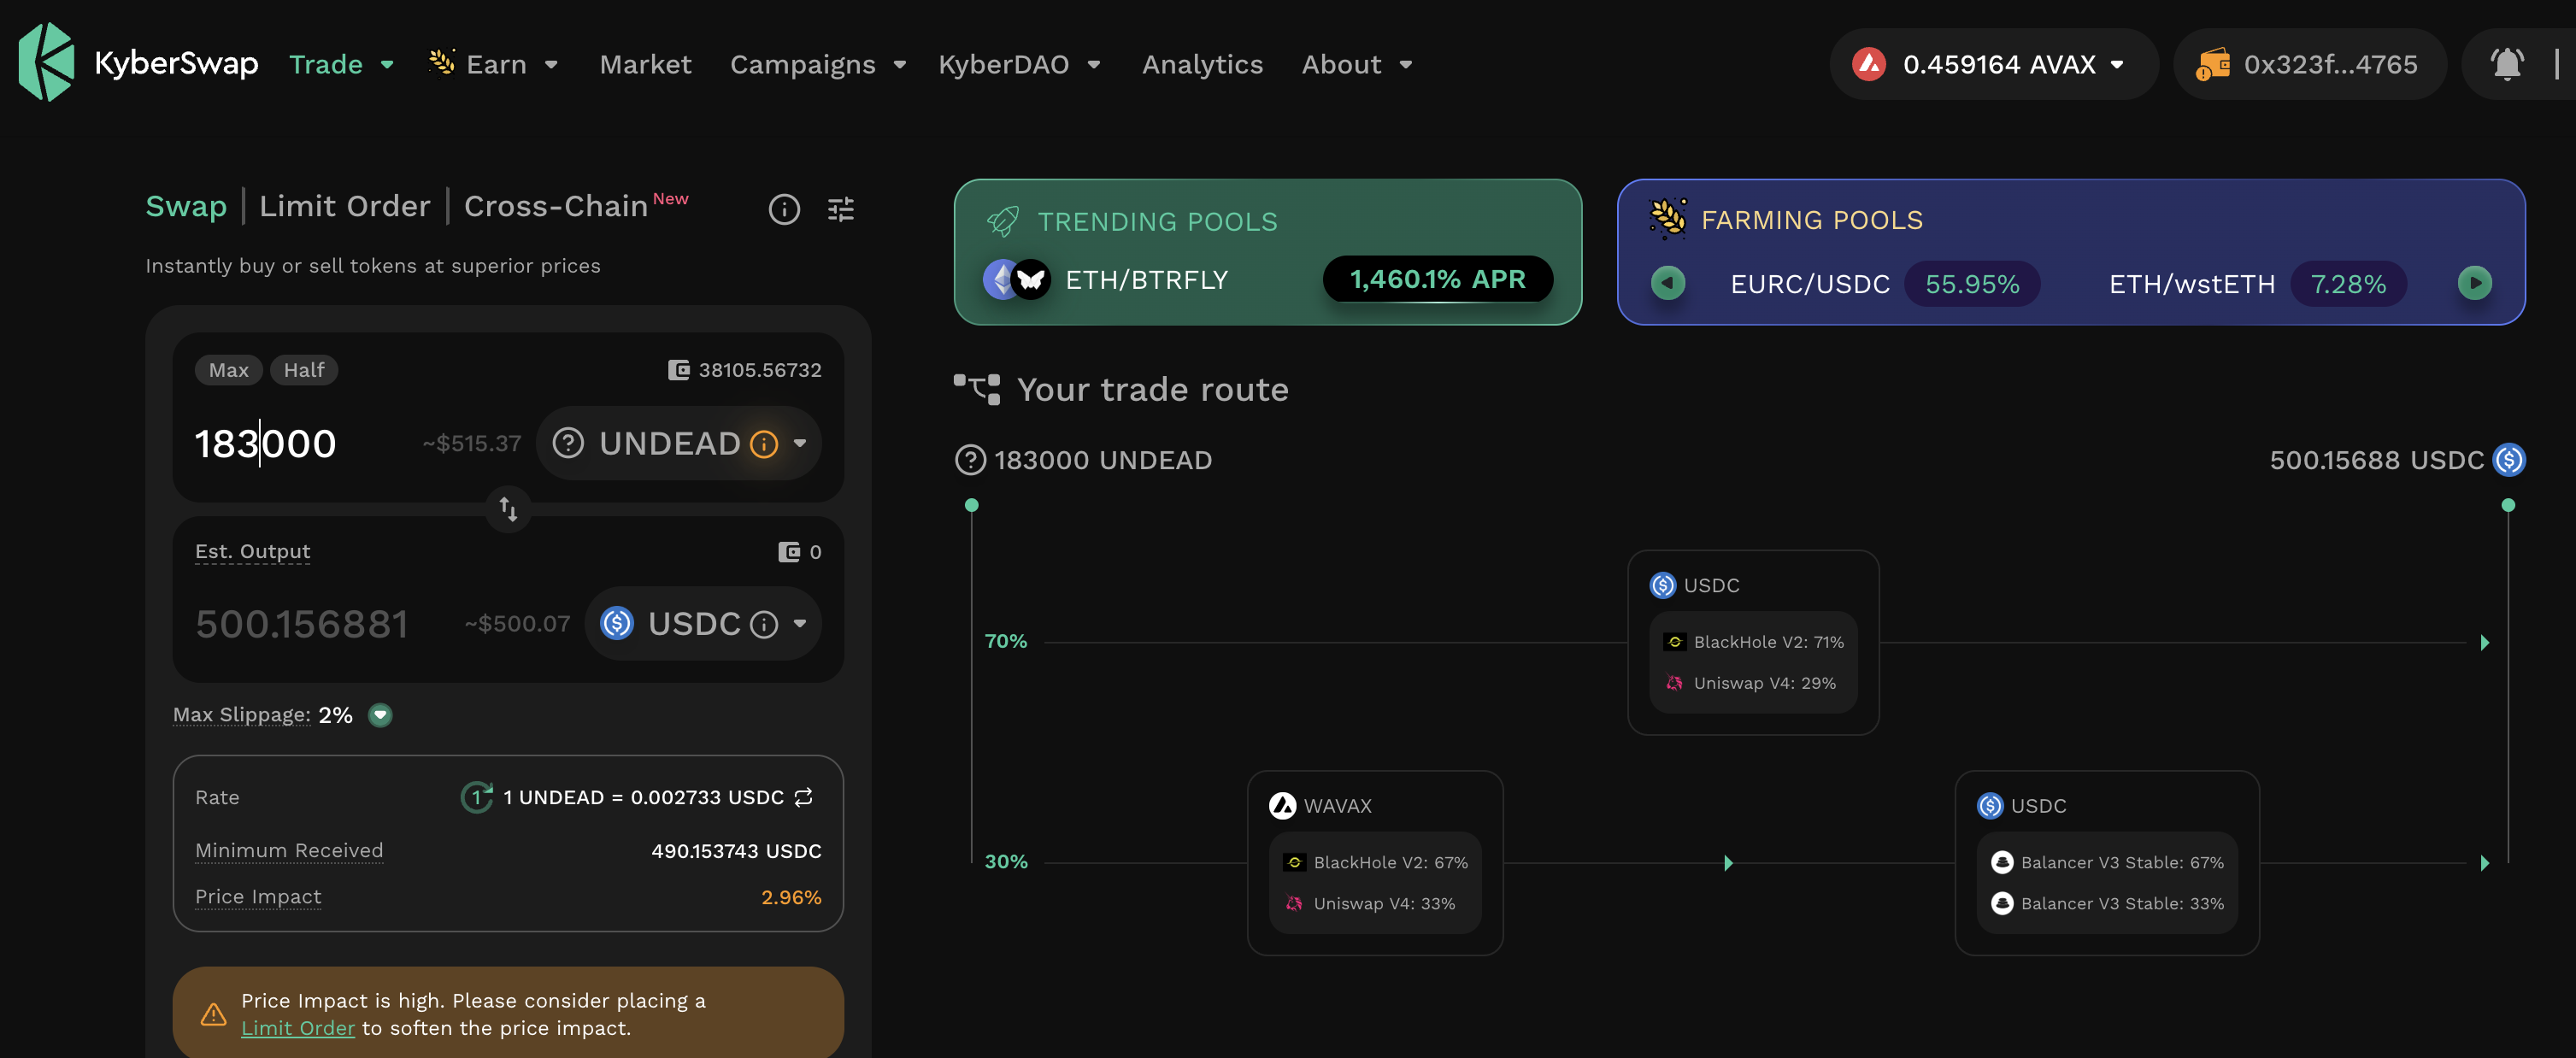 KyberSwap
Trade
Earn
Market
Campaigns
KyberDAO
Analytics
About
0.459164 AVAX
0x323f...4765
Swap | Limit Order | Cross-Chain New
Instantly buy or sell tokens at superior prices
Max Half 38105.56732
183000 ~$515.37 UNDEAD
Est. Output 0
500.156881 ~$500.07 USDC
Max Slippage: 2%
Rate 1 1 UNDEAD = 0.002733 USDC
Minimum Received 490.153743 USDC
Price Impact 2.96%
Price Impact is high. Please consider placing a
Limit Order to soften the price impact.
TRENDING POOLS
ETH/BTRFLY 1,460.1% APR
FARMING POOLS
EURC/USDC 55.95% ETH/wstETH 7.28%
Your trade route
183000 UNDEAD 500.15688 USDC
70%
USDC
BlackHole V2: 71%
Uniswap V4: 29%
30%
WAVAX
BlackHole V2: 67%
Uniswap V4: 33%
USDC
Balancer V3 Stable: 67%
Balancer V3 Stable: 33%